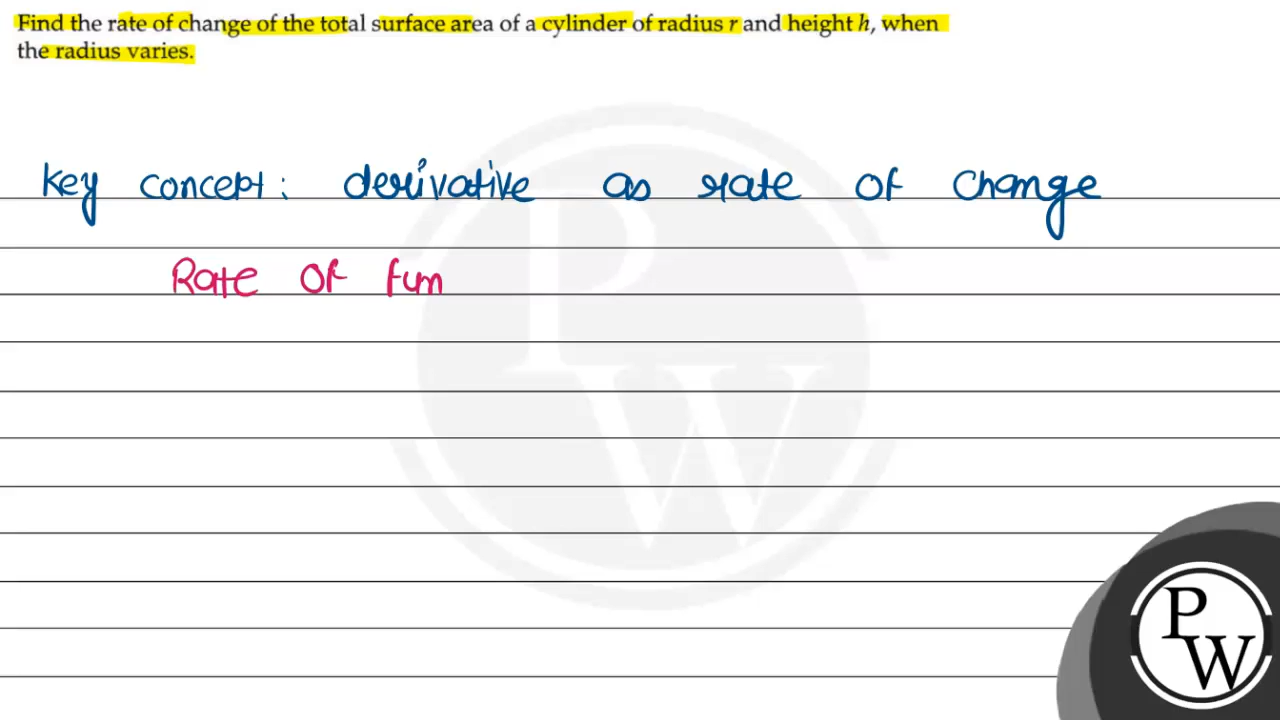 Find the rate of change of the total surface area of a cylinder of radius r and height h, when
the radius varies.
Key concept: derivative as rate of change
Rate of fum
P
W
P
W